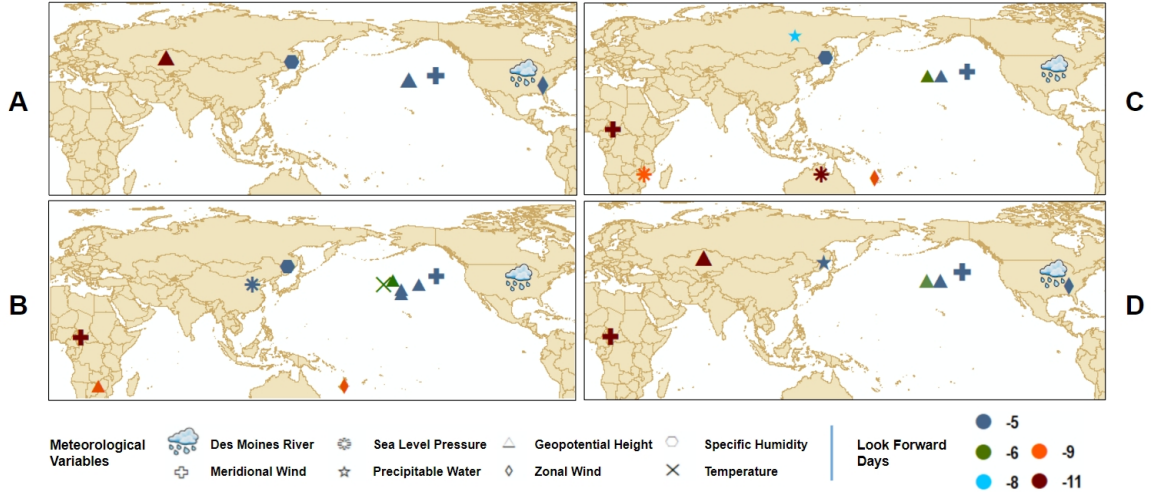 A
C
B
D
Meteorological Variables
Des Moines River
Sea Level Pressure
Geopotential Height
Specific Humidity
Meridional Wind
Precipitable Water
Zonal Wind
Temperature
Look Forward Days
-5
-6
-9
-8
-11